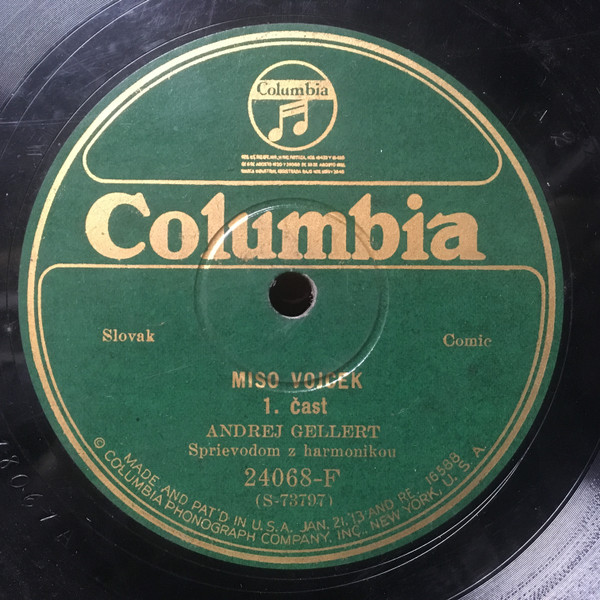 Columbia
Columbia
Slovak
Comic
MISO VOJCEK
1. čast
ANDREJ GELLERT
Sprievodom z harmonikou
24068-F
(S-73797)
MADE AND PAT'D IN U.S.A. JAN. 21, '13 AND RE. 16588
© COLUMBIA PHONOGRAPH COMPANY, INC., NEW YORK, U.S.A.